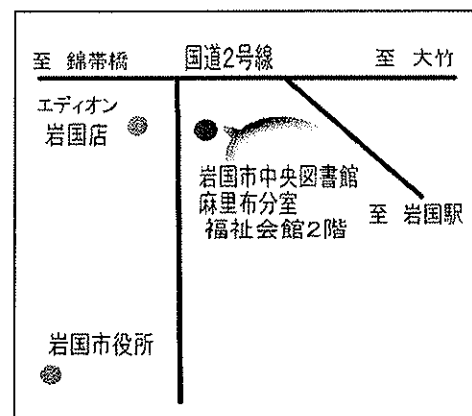 至 錦帯橋 国道2号線 至 大竹
エディオン
岩国店
岩国市中央図書館
麻里布分室
福祉会館2階
至 岩国駅
岩国市役所